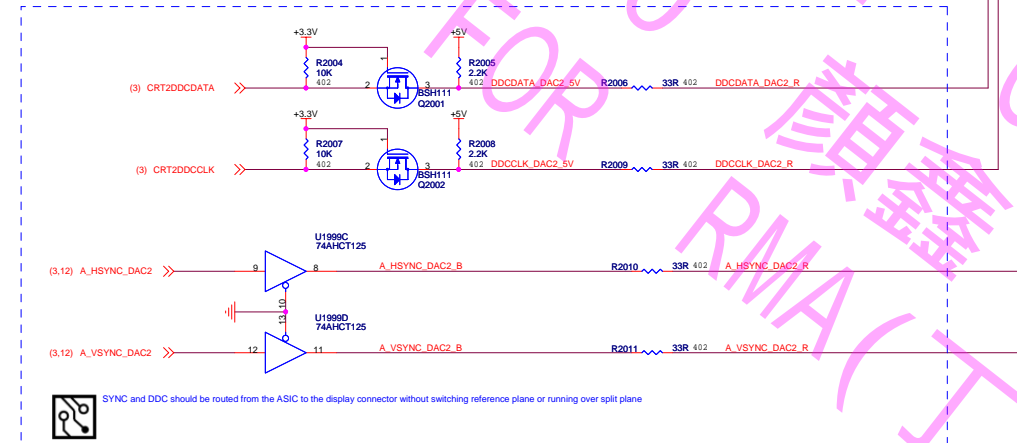 +3.3V
+5V
R2004
10K
402
1
2
3
BSH111
Q2001
R2005
2.2K
402
(3) CRT2DDCDATA
DDCDATA_DAC2_5V
R2006
33R 402
DDCDATA_DAC2_R
+3.3V
+5V
R2007
10K
402
1
2
3
BSH111
Q2002
R2008
2.2K
402
(3) CRT2DDCCLK
DDCCLK_DAC2_5V
R2009
33R 402
DDCCLK_DAC2_R
U1999C
74AHCT125
(3,12) A_HSYNC_DAC2
9
8
10
A_HSYNC_DAC2_B
R2010
33R 402
A_HSYNC_DAC2_R
13
U1999D
74AHCT125
(3,12) A_VSYNC_DAC2
12
11
A_VSYNC_DAC2_B
R2011
33R 402
A_VSYNC_DAC2_R
SYNC and DDC should be routed from the ASIC to the display connector without switching reference plane or running over split plane
FOR
顏鑫
RMA(